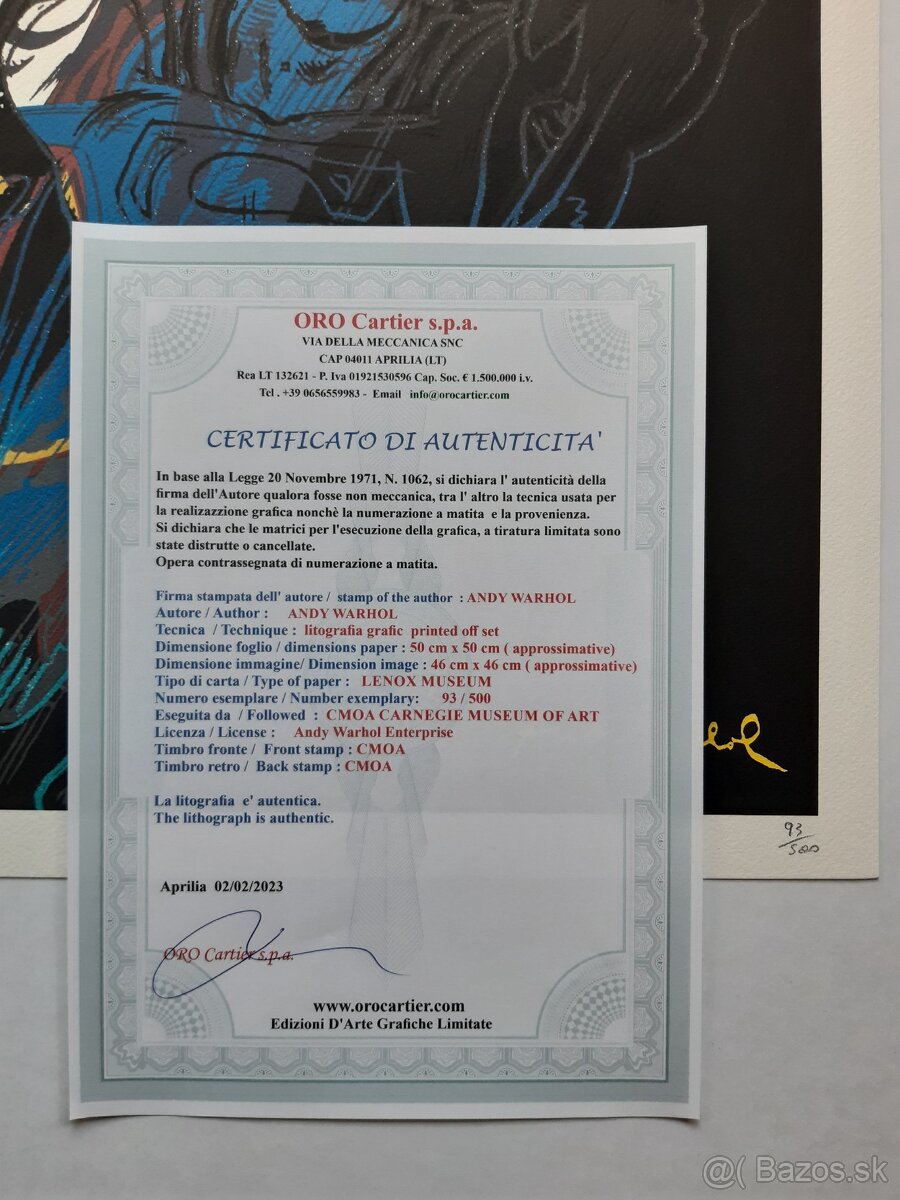 ORO Cartier s.p.a.
VIA DELLA MECCANICA SNC
CAP 04011 APRILIA (LT)
Rea LT 132621 - P. Iva 01921530596 Cap. Soc. € 1.500.000 i.v.
Tel . +39 0656559983 - Email info@orocartier.com
CERTIFICATO DI AUTENTICITA'
In base alla Legge 20 Novembre 1971, N. 1062, si dichiara l' autenticità della
firma dell'Autore qualora fosse non meccanica, tra l' altro la tecnica usata per
la realizazzione grafica nonchè la numerazione a matita e la provenienza.
Si dichiara che le matrici per l'esecuzione della grafica, a tiratura limitata sono
state distrutte o cancellate.
Opera contrassegnata di numerazione a matita.
Firma stampata dell' autore / stamp of the author : ANDY WARHOL
Autore / Author : ANDY WARHOL
Tecnica / Technique : litografia grafic printed off set
Dimensione foglio / dimensions paper : 50 cm x 50 cm ( approssimative)
Dimensione immagine/ Dimension image : 46 cm x 46 cm ( approssimative)
Tipo di carta / Type of paper : LENOX MUSEUM
Numero esemplare / Number exemplary: 93 / 500
Eseguita da / Followed : CMOA CARNEGIE MUSEUM OF ART
Licenza / License : Andy Warhol Enterprise
Timbro fronte / Front stamp : CMOA
Timbro retro / Back stamp : CMOA
La litografia e' autentica.
The lithograph is authentic.
Aprilia 02/02/2023
ORO Cartier s.p.a.
www.orocartier.com
Edizioni D'Arte Grafiche Limitate
hol
93/500
@( Bazos.sk